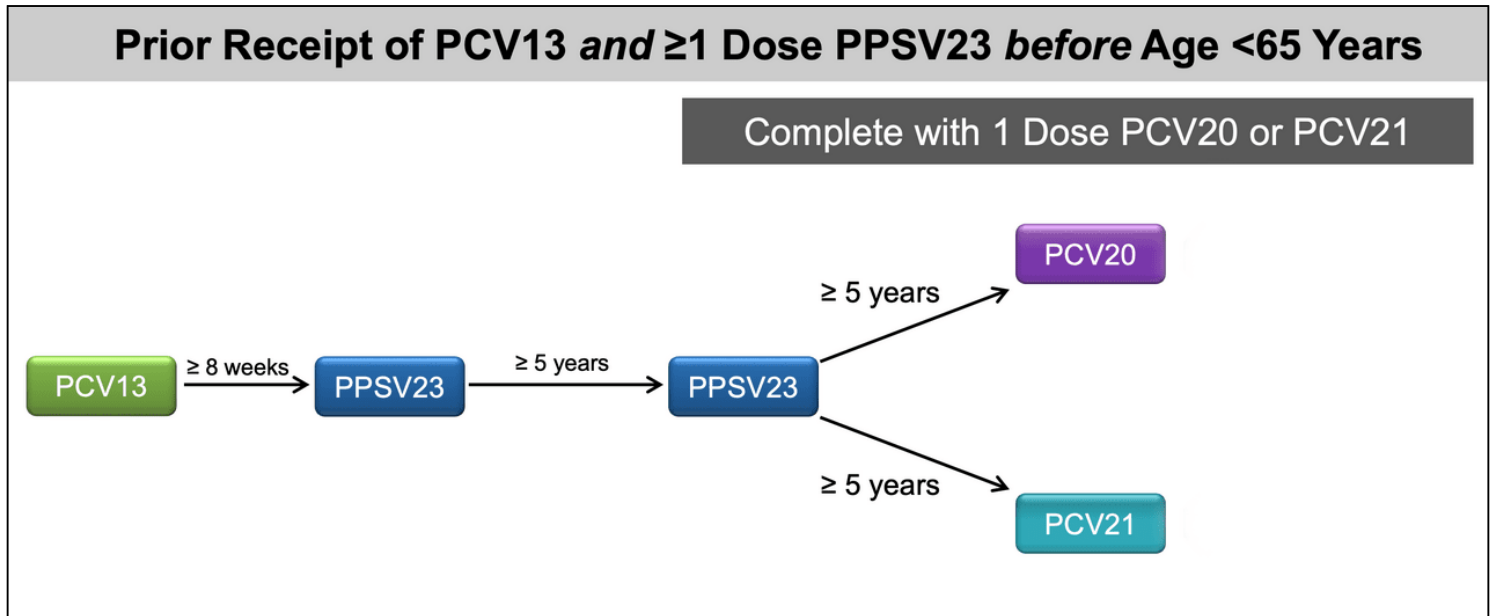 Prior Receipt of PCV13 and ≥1 Dose PPSV23 before Age <65 Years
Complete with 1 Dose PCV20 or PCV21
PCV20
≥ 5 years
PCV13
≥ 8 weeks
PPSV23
≥ 5 years
PPSV23
≥ 5 years
PCV21